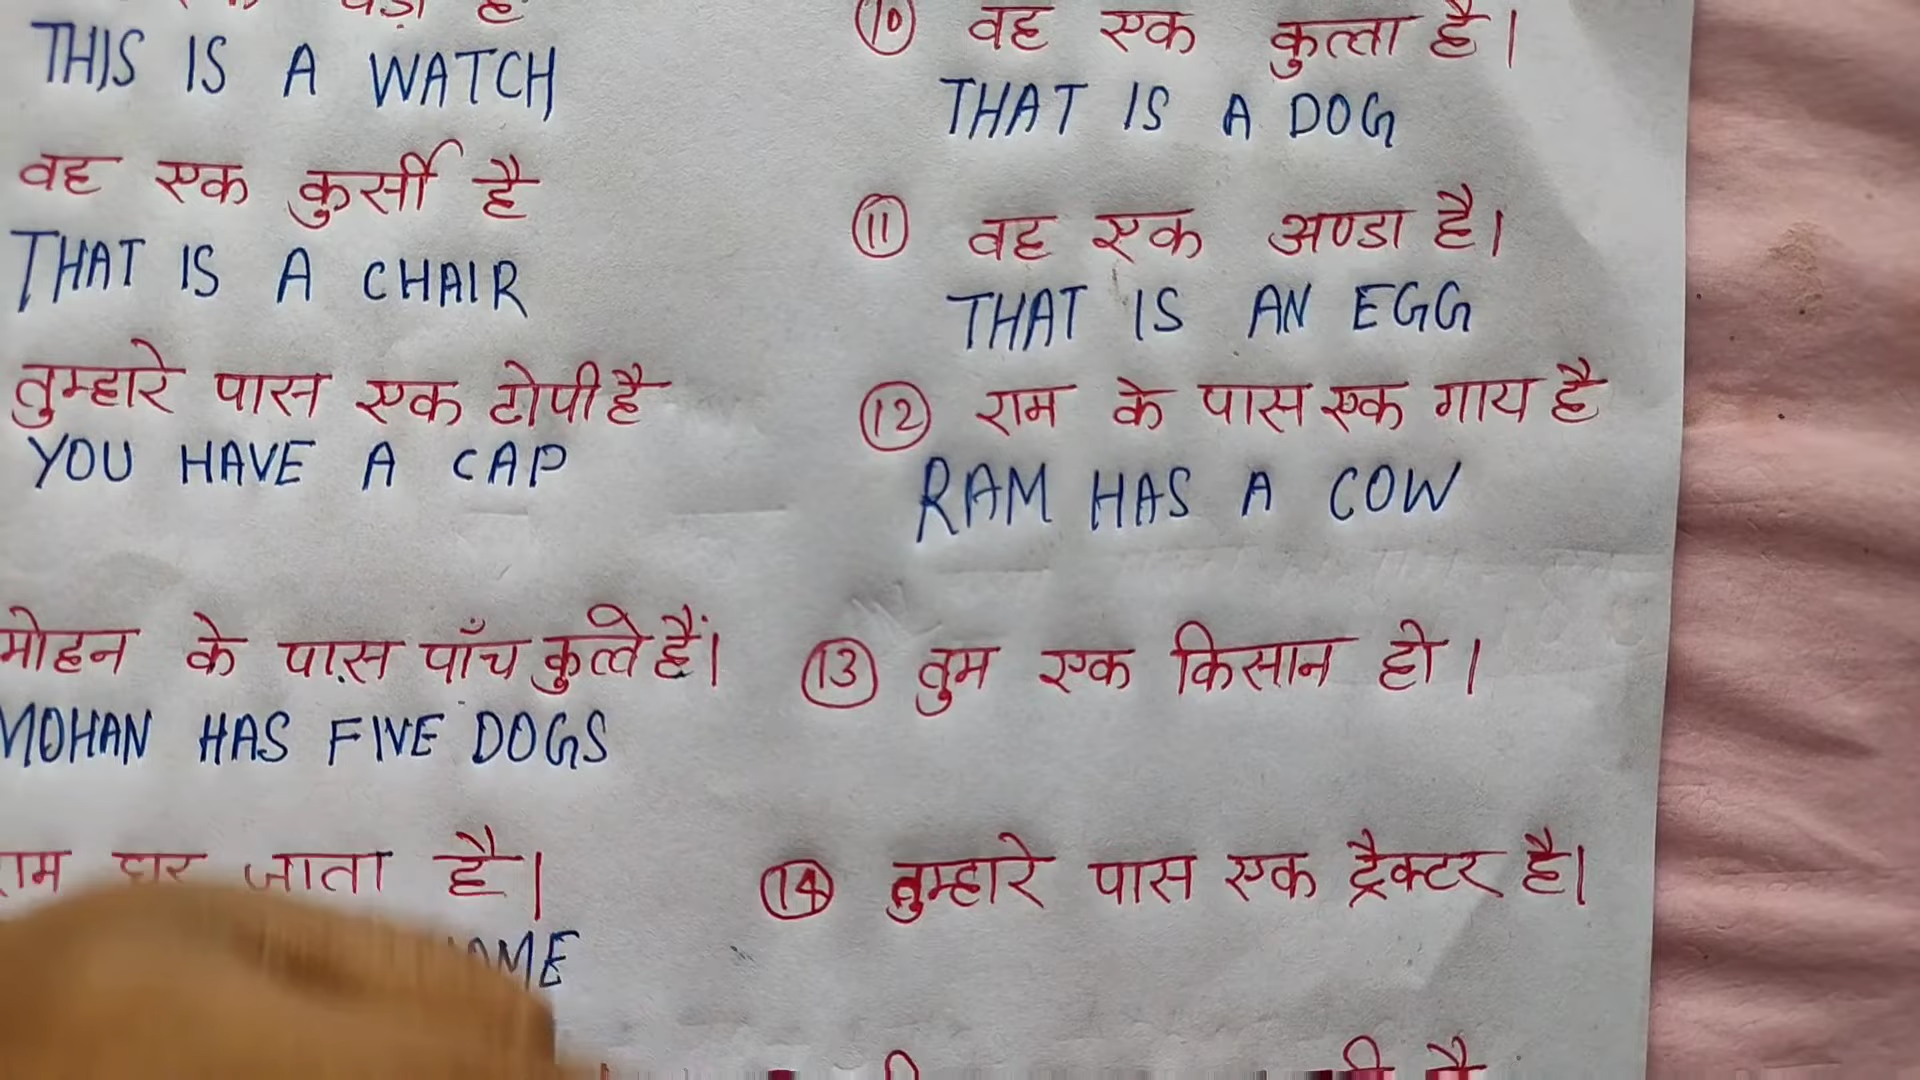 THIS IS A WATCH
वह एक कुर्सी है
THAT IS A CHAIR
तुम्हारे पास एक टोपी है
YOU HAVE A CAP
मोहन के पास पाँच कुत्ते हैं।
MOHAN HAS FIVE DOGS
राम घर जाता है।
10 वह एक कुत्ता है।
THAT IS A DOG
11 वह एक अण्डा है।
THAT IS AN EGG
12 राम के पास एक गाय है
RAM HAS A COW
13 तुम एक किसान हो।
14 तुम्हारे पास एक ट्रैक्टर है।